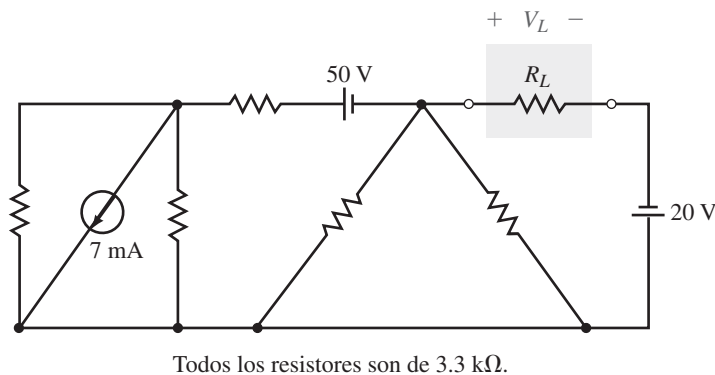 + V_L −
R_L
50 V
20 V
7 mA
Todos los resistores son de 3.3 kΩ.